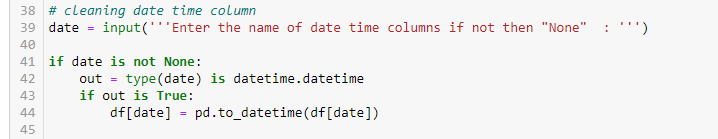 38 # cleaning date time column
39 date = input('''Enter the name of date time columns if not then "None"  : ''')
40
41 if date is not None:
42     out = type(date) is datetime.datetime
43     if out is True:
44         df[date] = pd.to_datetime(df[date])
45